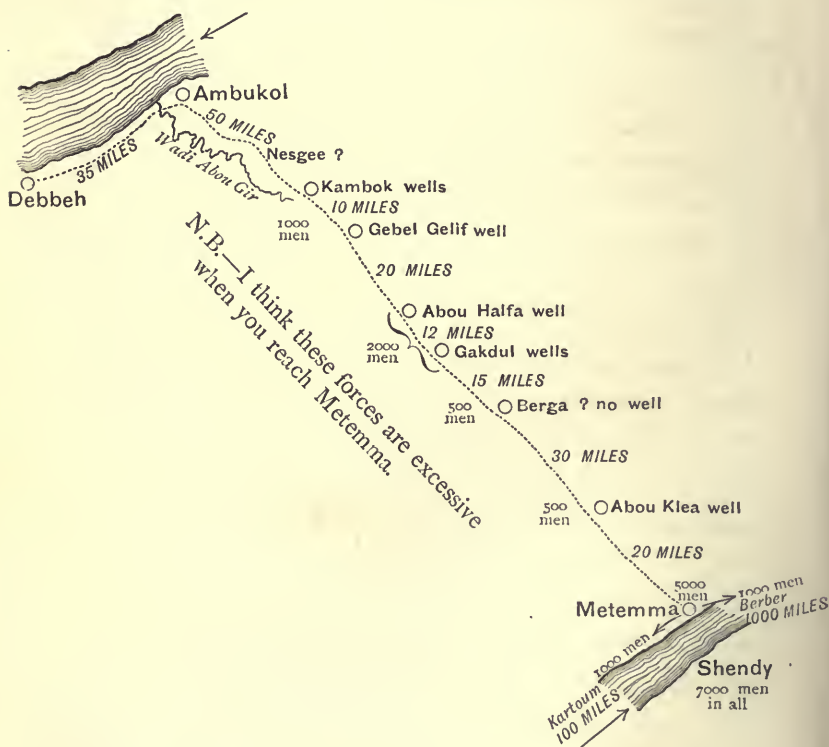 Ambukol
50 MILES
35 MILES
Debbeh
Wadi Abou Gir
Nesgee ?
Kambok wells
1000
men
10 MILES
Gebel Gelif well
N.B.—I think these forces are excessive
when you reach Metemma.
20 MILES
Abou Halfa well
12 MILES
2000
men
Gakdul wells
15 MILES
500
men
Berga ? no well
30 MILES
500
men
Abou Klea well
20 MILES
5000
men
Metemma
1000 men
Berber
1000 MILES
1000 men
Kartoum
100 MILES
Shendy
7000 men
in all